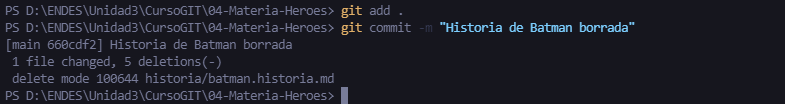 PS D:\ENDES\Unidad3\CursoGIT\04-Materia-Heroes> git add .
PS D:\ENDES\Unidad3\CursoGIT\04-Materia-Heroes> git commit -m "Historia de Batman borrada"
[main 660cdf2] Historia de Batman borrada
 1 file changed, 5 deletions(-)
 delete mode 100644 historia/batman.historia.md
PS D:\ENDES\Unidad3\CursoGIT\04-Materia-Heroes>